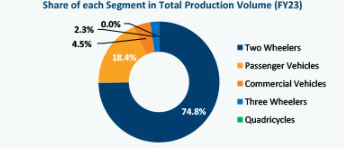 Share of each Segment in Total Production Volume (FY23)
0.0%
2.3%
4.5%
18.4%
74.8%
Two Wheelers
Passenger Vehicles
Commercial Vehicles
Three Wheelers
Quadricycles